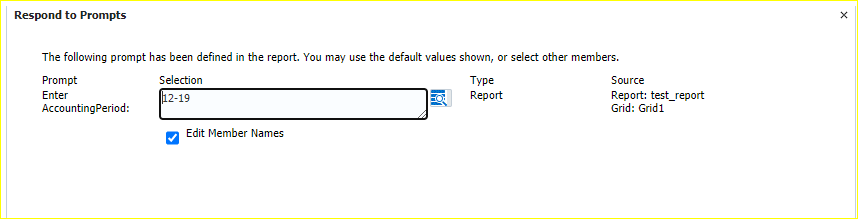 Respond to Prompts
×
The following prompt has been defined in the report. You may use the default values shown, or select other members.
Prompt Selection Type Source
Enter 12-19 Report Report: test_report
AccountingPeriod: Grid: Grid1
Edit Member Names